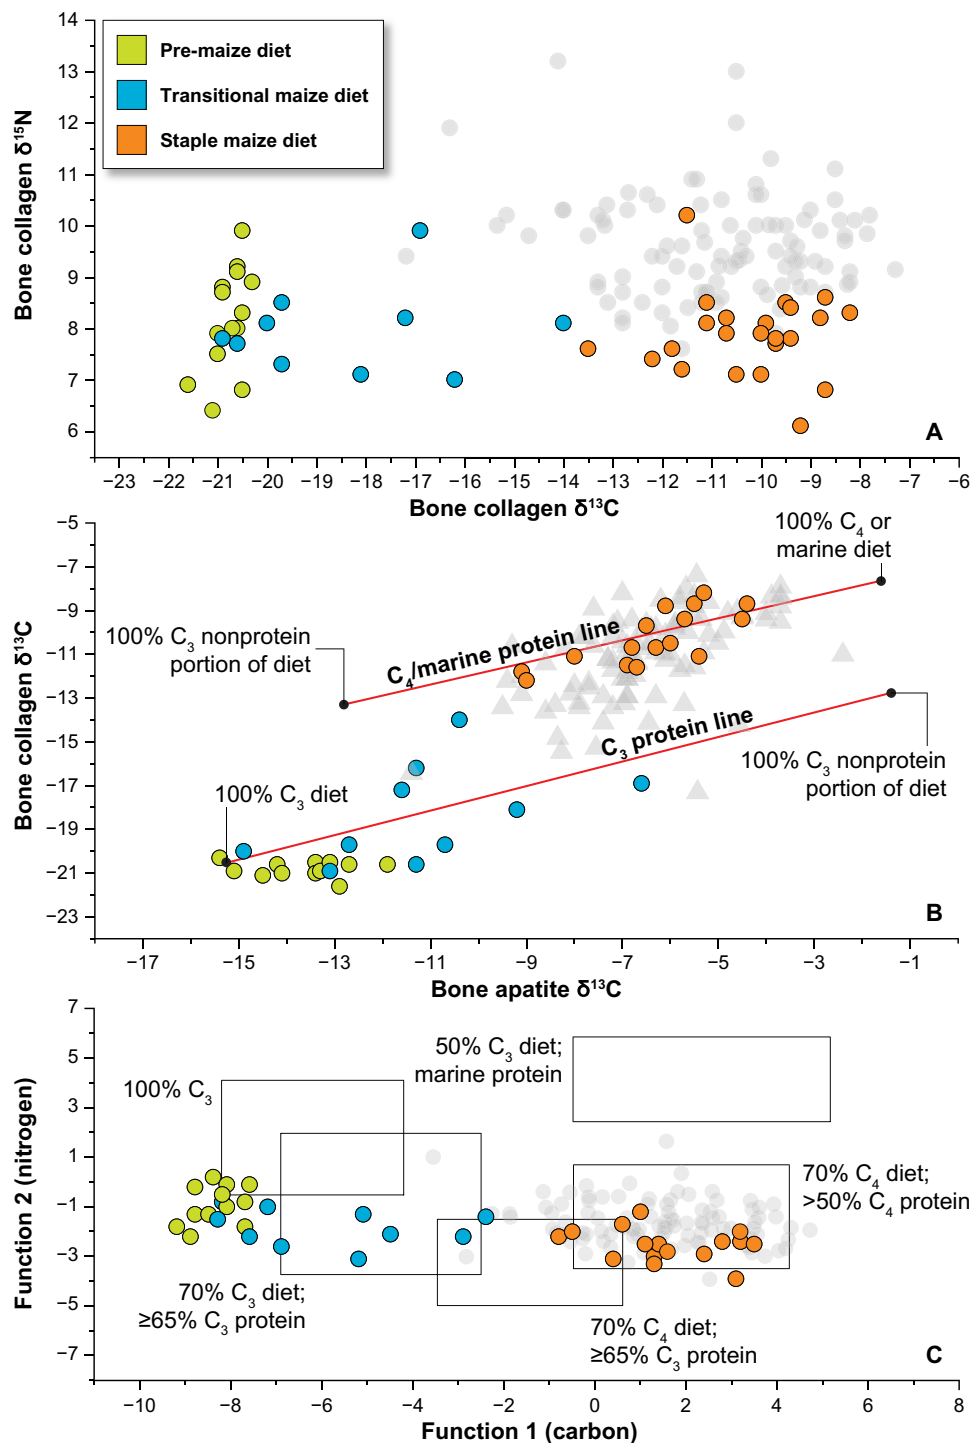 14
13
12
11
10
9
8
7
6
Bone collagen δ¹⁵N
Pre-maize diet
Transitional maize diet
Staple maize diet
A
−23 −22 −21 −20 −19 −18 −17 −16 −15 −14 −13 −12 −11 −10 −9 −8 −7 −6
Bone collagen δ¹³C
−5
−7
−9
−11
−13
−15
−17
−19
−21
−23
Bone collagen δ¹³C
100% C₄ or
marine diet
100% C₃ nonprotein
portion of diet
C₄/marine protein line
C₃ protein line
100% C₃ diet
100% C₃ nonprotein
portion of diet
B
−17 −15 −13 −11 −9 −7 −5 −3 −1
Bone apatite δ¹³C
7
5
3
1
−1
−3
−5
−7
Function 2 (nitrogen)
50% C₃ diet;
marine protein
100% C₃
70% C₄ diet;
>50% C₄ protein
70% C₃ diet;
≥65% C₃ protein
70% C₄ diet;
≥65% C₃ protein
C
−10 −8 −6 −4 −2 0 2 4 6 8
Function 1 (carbon)